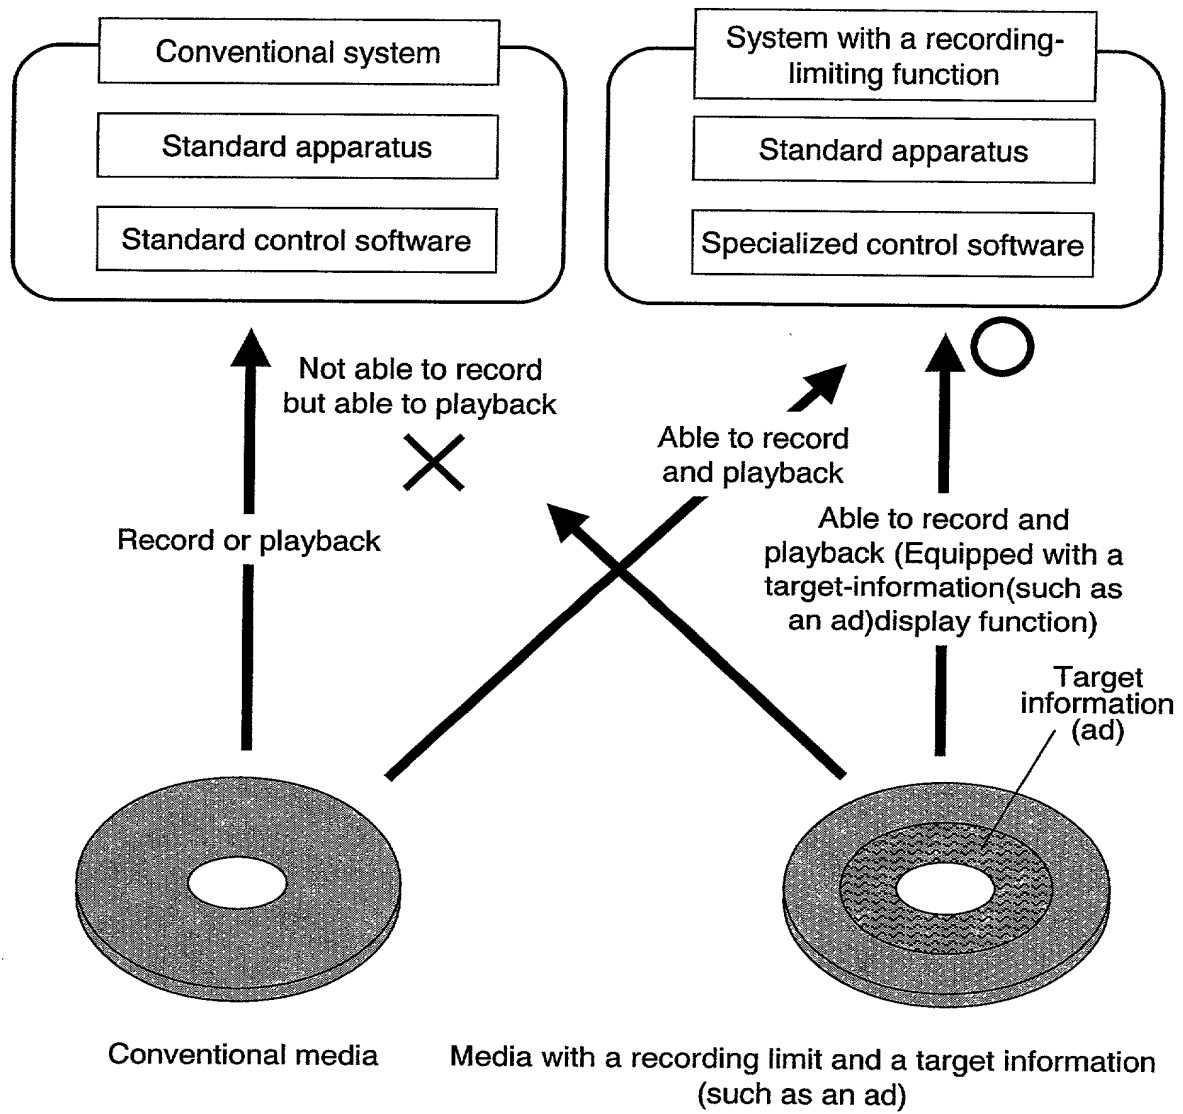 Conventional system
Standard apparatus
Standard control software
System with a recording-
limiting function
Standard apparatus
Specialized control software
Not able to record
but able to playback
Able to record
and playback
Record or playback
Able to record and
playback (Equipped with a
target-information(such as
an ad)display function)
Target
information
(ad)
Conventional media
Media with a recording limit and a target information
(such as an ad)